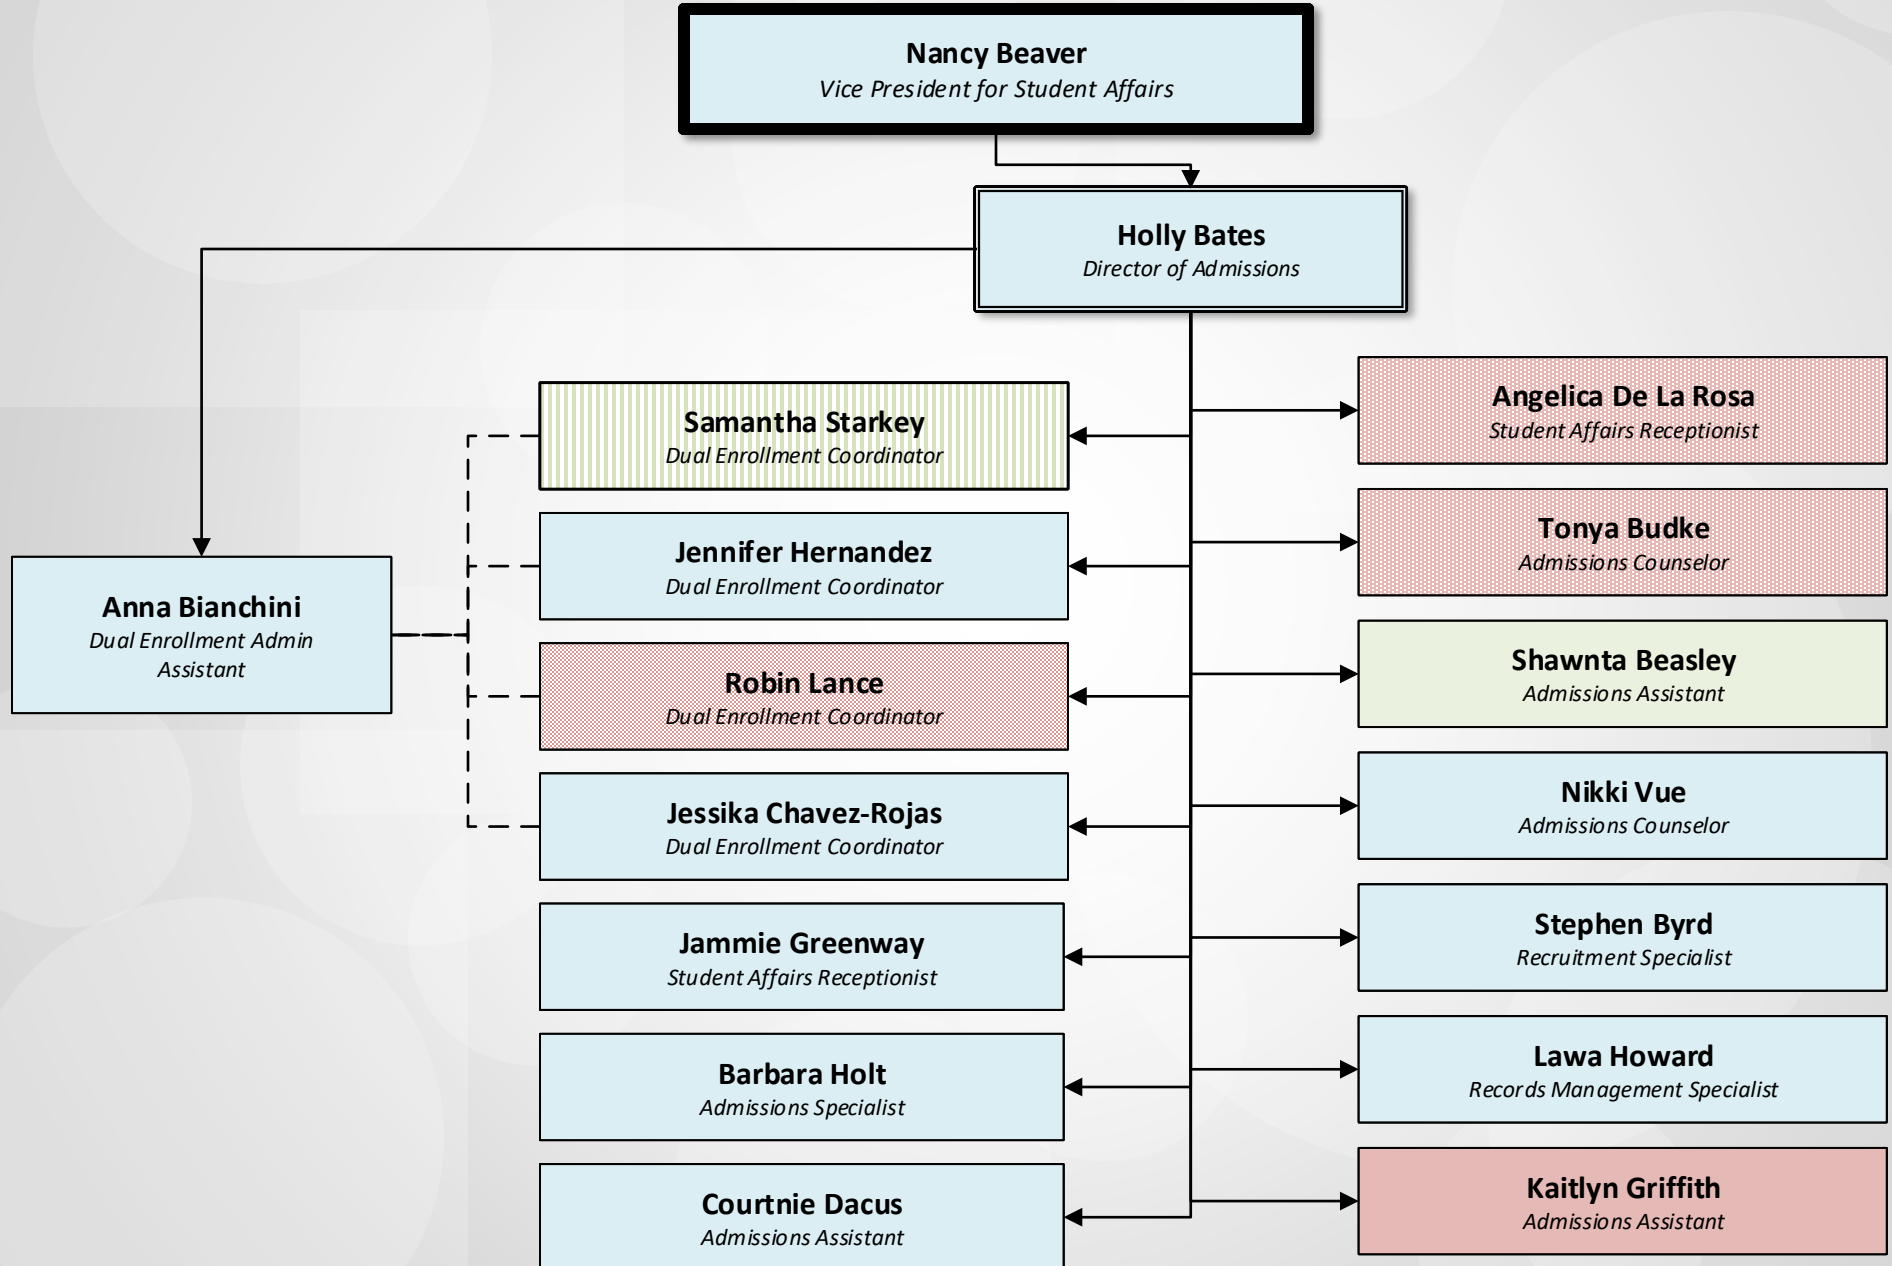 Nancy Beaver
Vice President for Student Affairs
Holly Bates
Director of Admissions
Anna Bianchini
Dual Enrollment Admin
Assistant
Samantha Starkey
Dual Enrollment Coordinator
Jennifer Hernandez
Dual Enrollment Coordinator
Robin Lance
Dual Enrollment Coordinator
Jessika Chavez-Rojas
Dual Enrollment Coordinator
Jammie Greenway
Student Affairs Receptionist
Barbara Holt
Admissions Specialist
Courtnie Dacus
Admissions Assistant
Angelica De La Rosa
Student Affairs Receptionist
Tonya Budke
Admissions Counselor
Shawnta Beasley
Admissions Assistant
Nikki Vue
Admissions Counselor
Stephen Byrd
Recruitment Specialist
Lawa Howard
Records Management Specialist
Kaitlyn Griffith
Admissions Assistant